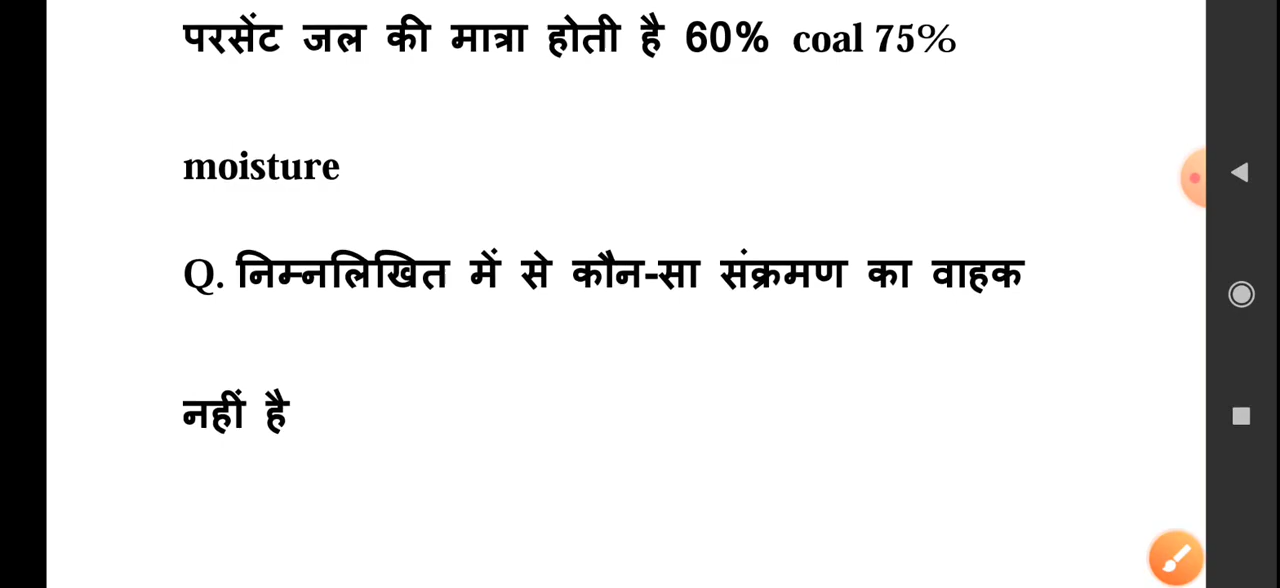 परसेंट जल की मात्रा होती है 60% coal 75%
moisture
Q. निम्नलिखित में से कौन-सा संक्रमण का वाहक
नहीं है